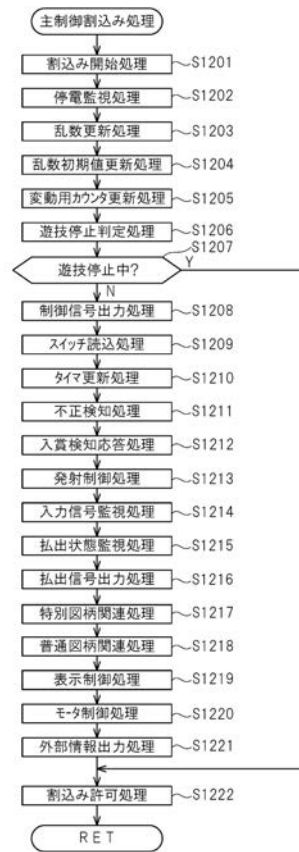 主制御割込み処理
割込み開始処理 S1201
停電監視処理 S1202
乱数更新処理 S1203
乱数初期値更新処理 S1204
変動用カウンタ更新処理 S1205
遊技停止判定処理 S1206
S1207
遊技停止中? Y
N
制御信号出力処理 S1208
スイッチ読込処理 S1209
タイマ更新処理 S1210
不正検知処理 S1211
入賞検知応答処理 S1212
発射制御処理 S1213
入力信号監視処理 S1214
払出状態監視処理 S1215
払出信号出力処理 S1216
特別図柄関連処理 S1217
普通図柄関連処理 S1218
表示制御処理 S1219
モータ制御処理 S1220
外部情報出力処理 S1221
割込み許可処理 S1222
RET